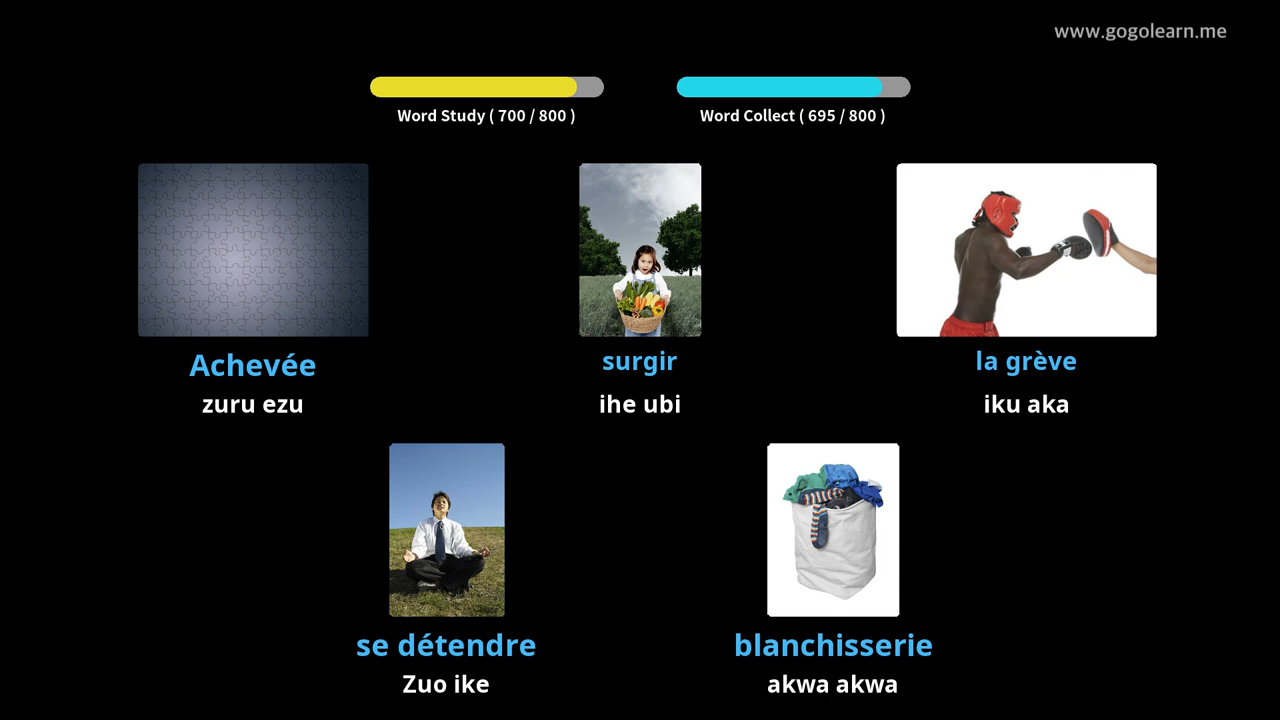 www.gogolearn.me
Word Study ( 700 / 800 )
Word Collect ( 695 / 800 )
Achevée
zuru ezu
surgir
ihe ubi
la grève
iku aka
se détendre
Zuo ike
blanchisserie
akwa akwa